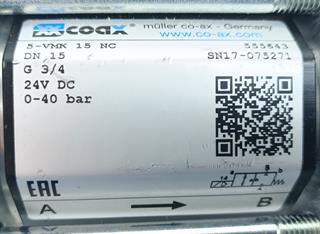 coax müller co-ax - Germany
www.co-ax.com
5-VMK 15 NC 555643
DN 15 SN17-075271
G 3/4
24V DC
0-40 bar
EAC
A B